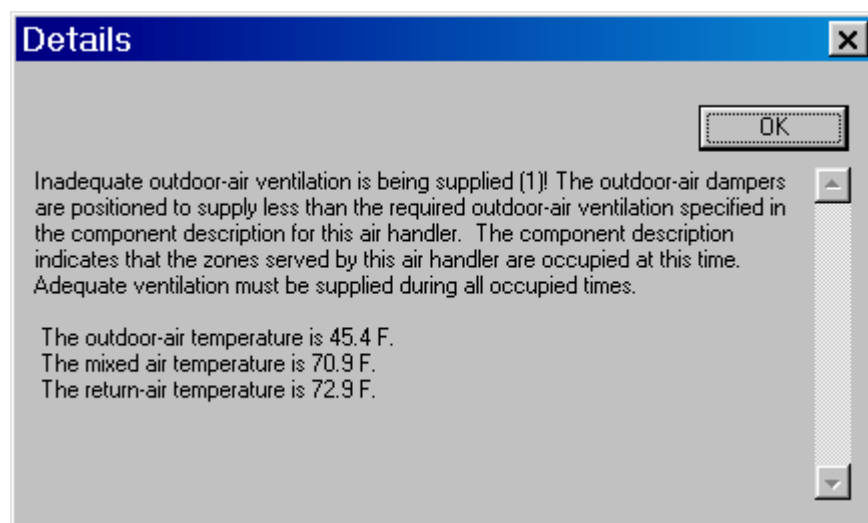 Details
OK
Inadequate outdoor-air ventilation is being supplied (1)! The outdoor-air dampers
are positioned to supply less than the required outdoor-air ventilation specified in
the component description for this air handler.  The component description
indicates that the zones served by this air handler are occupied at this time.
Adequate ventilation must be supplied during all occupied times.
The outdoor-air temperature is 45.4 F.
The mixed air temperature is 70.9 F.
The return-air temperature is 72.9 F.